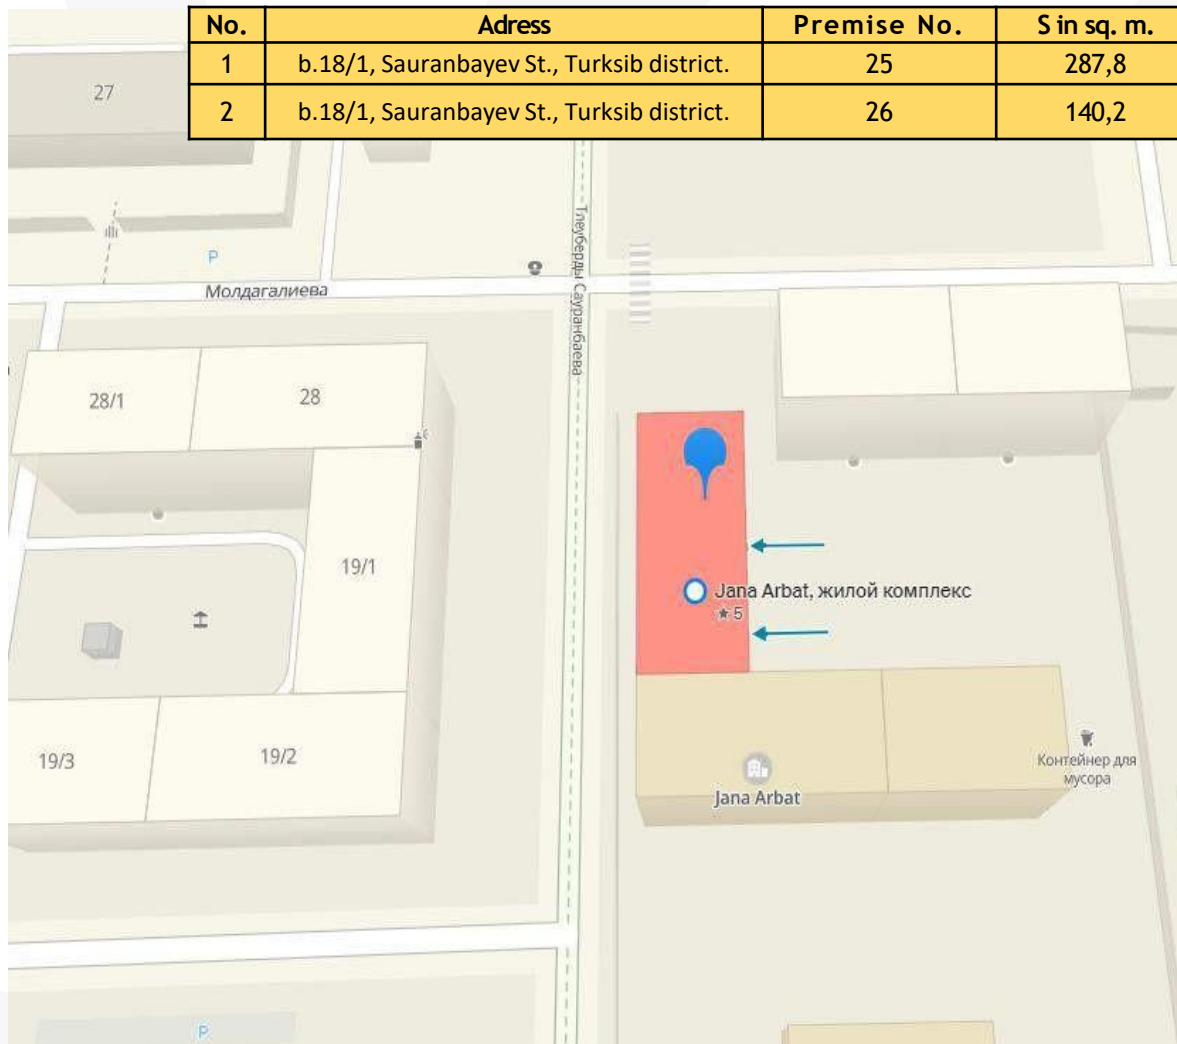 No. Adress Premise No. S in sq. m.
1 b.18/1, Sauranbayev St., Turksib district. 25 287,8
2 b.18/1, Sauranbayev St., Turksib district. 26 140,2
27
P
Молдагалиева
Тлеуберды Сауранбаева
28/1
28
19/1
Jana Arbat, жилой комплекс
★ 5
19/3
19/2
Контейнер для
мусора
Jana Arbat
P